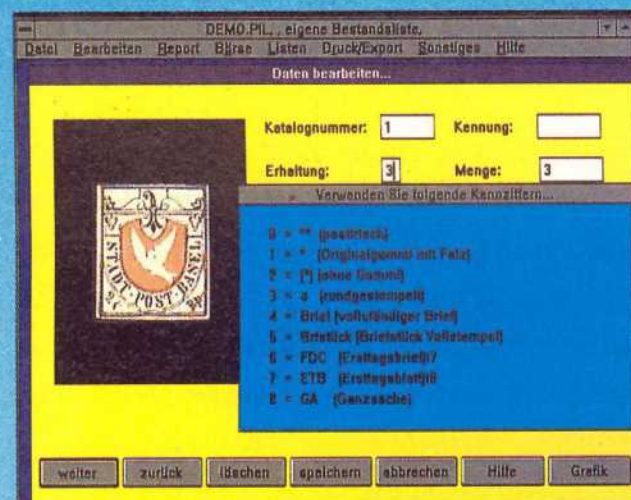 DEMO.PIL, , eigene Bestandsliste,
Datei Bearbeiten Report Börse Listen Druck/Export Sonstiges Hilfe
Daten bearbeiten...
Katalognummer: 1 Kennung:
Erhaltung: 3 Menge: 3
Verwenden Sie folgende Kennziffern...
0 = ** (postfrisch)
1 = * (Originalgummi mit Falz)
2 = (*) (ohne Gummi)
3 = a (rundgestempelt)
4 = Brief (vollständiger Brief)
5 = Briefstück (Briefstück Vollstempel)
6 = FDC (Ersttagsbrief)
7 = ETB (Ersttagsblatt)
8 = GA (Ganzsache)
STADT · POST · BASEL
weiter zurück löschen speichern abbrechen Hilfe Grafik